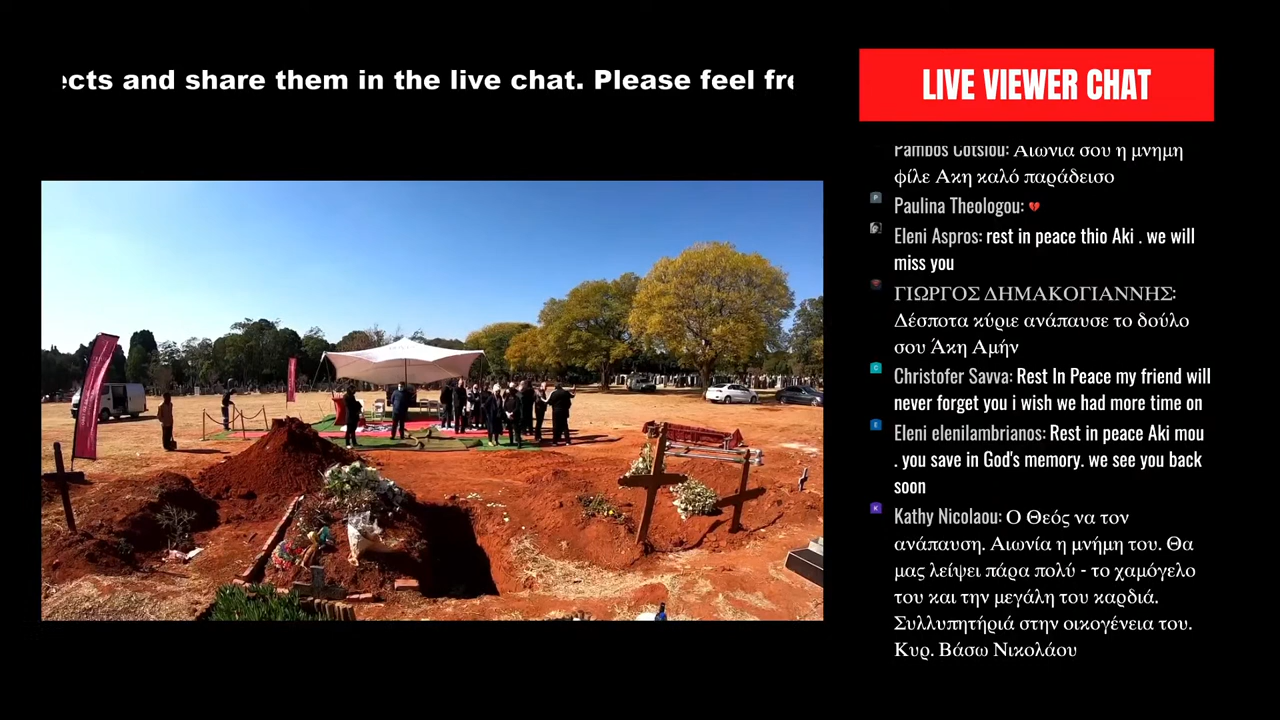 ects and share them in the live chat. Please feel fre
LIVE VIEWER CHAT
Pambos Cotsiou: Αιωνια σου η μνημη
φίλε Ακη καλό παράδεισο
Paulina Theologou: 💔
Eleni Aspros: rest in peace thio Aki . we will
miss you
ΓΙΩΡΓΟΣ ΔΗΜΑΚΟΓΙΑΝΝΗΣ:
Δέσποτα κύριε ανάπαυσε το δούλο
σου Άκη Αμήν
Christofer Savva: Rest In Peace my friend will
never forget you i wish we had more time on
Eleni elenilambrianos: Rest in peace Aki mou
. you save in God's memory. we see you back
soon
Kathy Nicolaou: Ο Θεός να τον
ανάπαυση. Αιωνία η μνήμη του. Θα
μας λείψει πάρα πολύ - το χαμόγελο
του και την μεγάλη του καρδιά.
Συλλυπητήριά στην οικογένεια του.
Κυρ. Βάσω Νικολάου